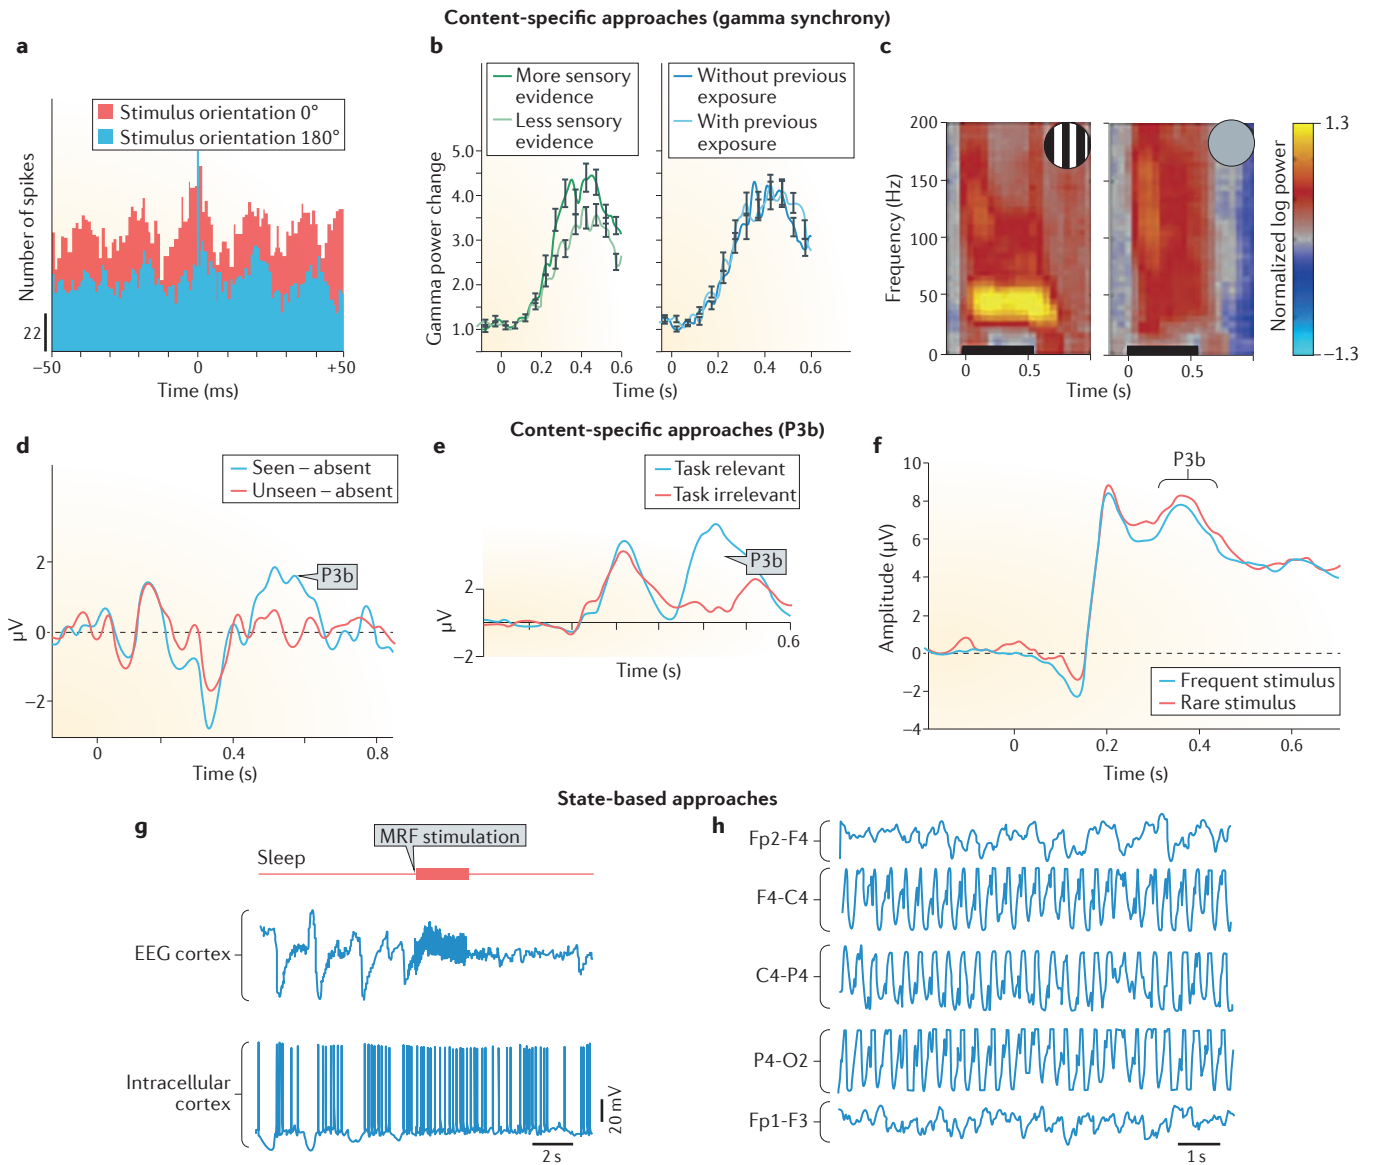 Content-specific approaches (gamma synchrony)
a
Stimulus orientation 0°
Stimulus orientation 180°
Number of spikes
22
−50
0
+50
Time (ms)
b
More sensory
evidence
Less sensory
evidence
Without previous
exposure
With previous
exposure
Gamma power change
5.0
4.0
3.0
2.0
1.0
0
0.2
0.4
0.6
0
0.2
0.4
0.6
Time (s)
c
Frequency (Hz)
200
150
100
50
0
0
0.5
0
0.5
Time (s)
Normalized log power
1.3
−1.3
Content-specific approaches (P3b)
d
Seen – absent
Unseen – absent
P3b
µV
2
0
−2
0
0.4
0.8
Time (s)
e
Task relevant
Task irrelevant
P3b
µV
2
−2
0.6
Time (s)
f
P3b
Amplitude (µV)
10
8
6
4
2
0
−2
−4
Frequent stimulus
Rare stimulus
0
0.2
0.4
0.6
Time (s)
State-based approaches
g
MRF stimulation
Sleep
EEG cortex
Intracellular
cortex
20 mV
2 s
h
Fp2-F4
F4-C4
C4-P4
P4-O2
Fp1-F3
1 s